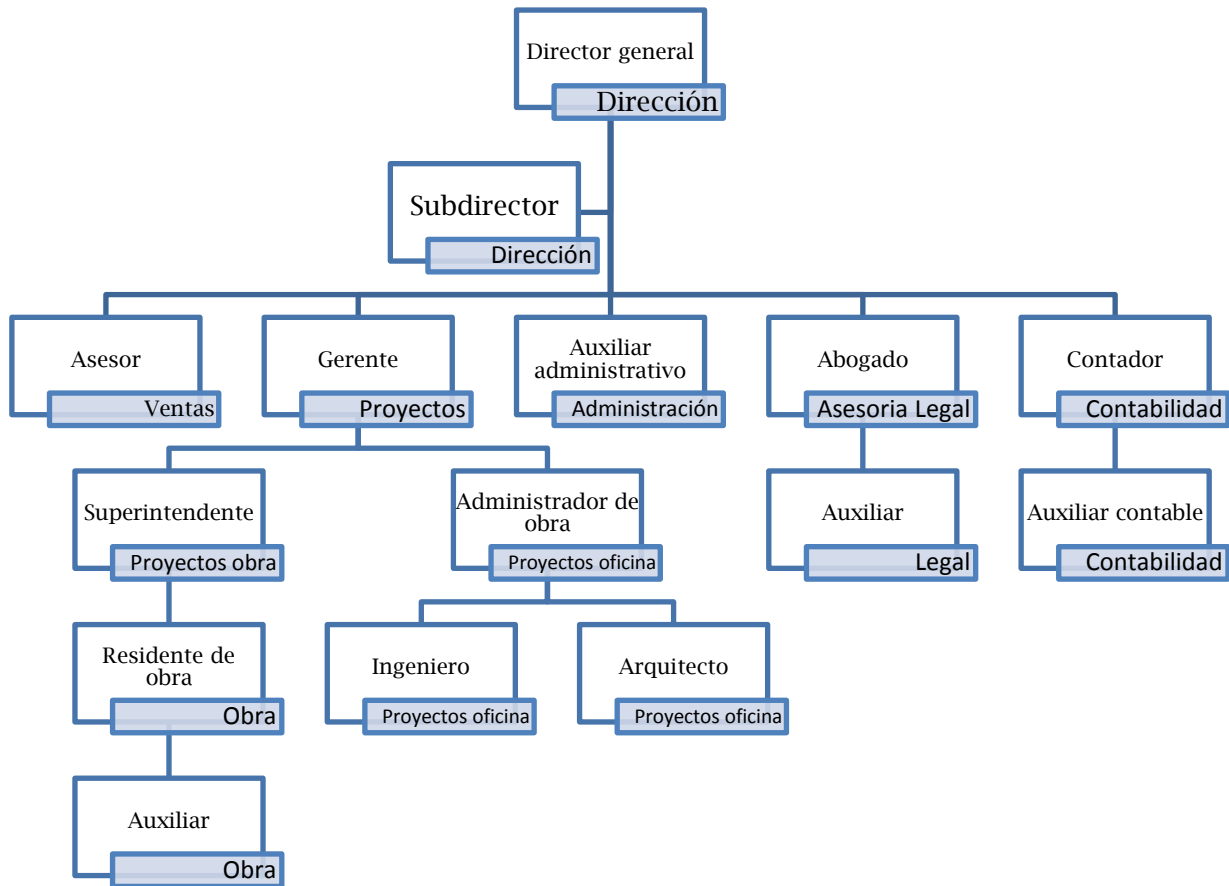 Director general
Dirección
Subdirector
Dirección
Asesor
Ventas
Gerente
Proyectos
Auxiliar
administrativo
Administración
Abogado
Asesoria Legal
Contador
Contabilidad
Superintendente
Proyectos obra
Administrador de
obra
Proyectos oficina
Auxiliar
Legal
Auxiliar contable
Contabilidad
Residente de
obra
Obra
Ingeniero
Proyectos oficina
Arquitecto
Proyectos oficina
Auxiliar
Obra